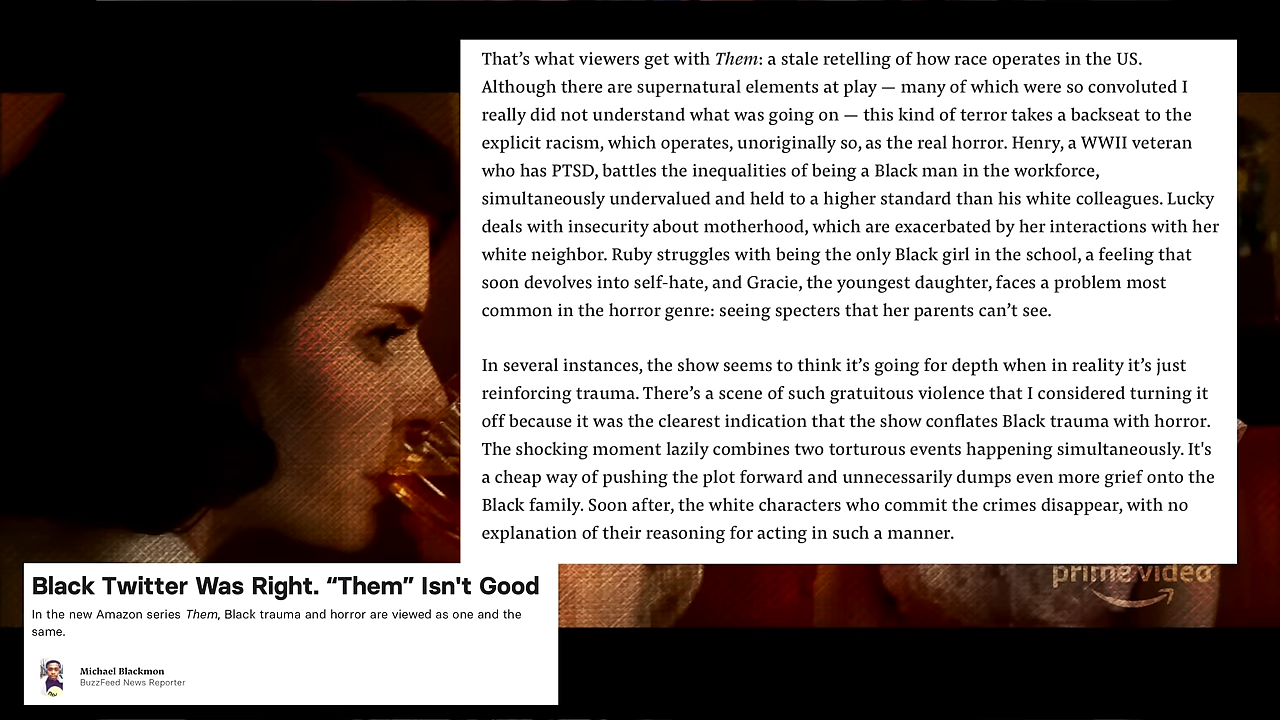 That’s what viewers get with Them: a stale retelling of how race operates in the US.
Although there are supernatural elements at play — many of which were so convoluted I
really did not understand what was going on — this kind of terror takes a backseat to the
explicit racism, which operates, unoriginally so, as the real horror. Henry, a WWII veteran
who has PTSD, battles the inequalities of being a Black man in the workforce,
simultaneously undervalued and held to a higher standard than his white colleagues. Lucky
deals with insecurity about motherhood, which are exacerbated by her interactions with her
white neighbor. Ruby struggles with being the only Black girl in the school, a feeling that
soon devolves into self-hate, and Gracie, the youngest daughter, faces a problem most
common in the horror genre: seeing specters that her parents can’t see.
In several instances, the show seems to think it’s going for depth when in reality it’s just
reinforcing trauma. There’s a scene of such gratuitous violence that I considered turning it
off because it was the clearest indication that the show conflates Black trauma with horror.
The shocking moment lazily combines two torturous events happening simultaneously. It's
a cheap way of pushing the plot forward and unnecessarily dumps even more grief onto the
Black family. Soon after, the white characters who commit the crimes disappear, with no
explanation of their reasoning for acting in such a manner.
prime video
Black Twitter Was Right. “Them” Isn't Good
In the new Amazon series Them, Black trauma and horror are viewed as one and the
same.
Michael Blackmon
BuzzFeed News Reporter